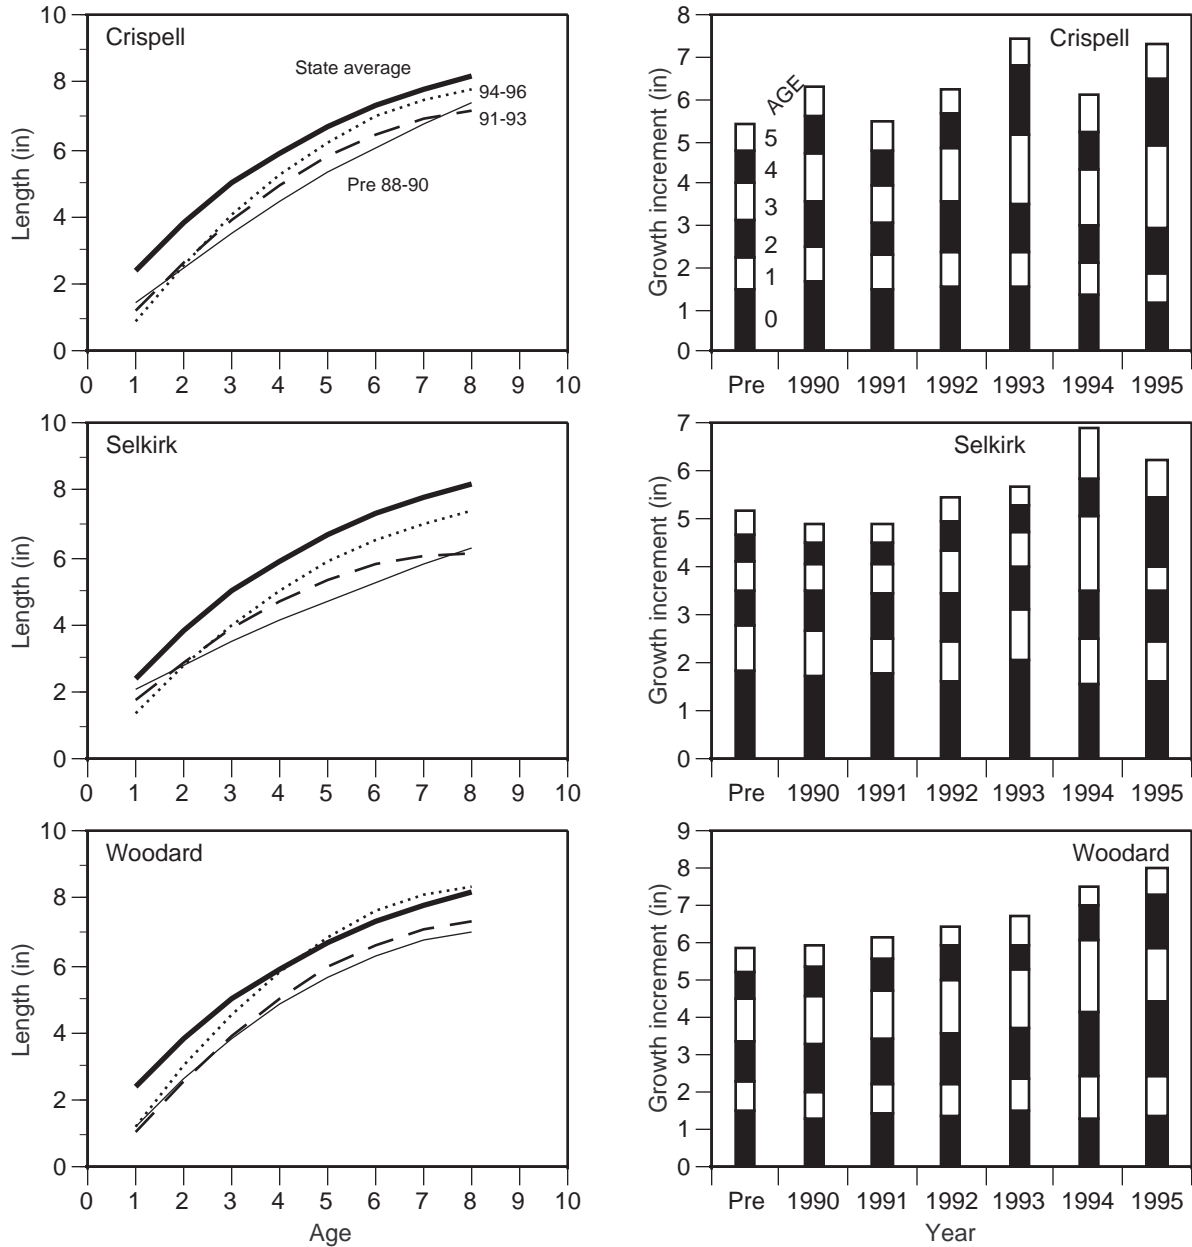 Crispell
State average
94-96
91-93
Pre 88-90
Length (in)
10
8
6
4
2
0
0 1 2 3 4 5 6 7 8 9 10
Crispell
AGE
5
4
3
2
1
0
Growth increment (in)
8
7
6
5
4
3
2
1
0
Pre 1990 1991 1992 1993 1994 1995
Selkirk
Length (in)
10
8
6
4
2
0
0 1 2 3 4 5 6 7 8 9 10
Selkirk
Growth increment (in)
7
6
5
4
3
2
1
0
Pre 1990 1991 1992 1993 1994 1995
Woodard
Length (in)
10
8
6
4
2
0
0 1 2 3 4 5 6 7 8 9 10
Age
Woodard
Growth increment (in)
9
8
7
6
5
4
3
2
1
0
Pre 1990 1991 1992 1993 1994 1995
Year